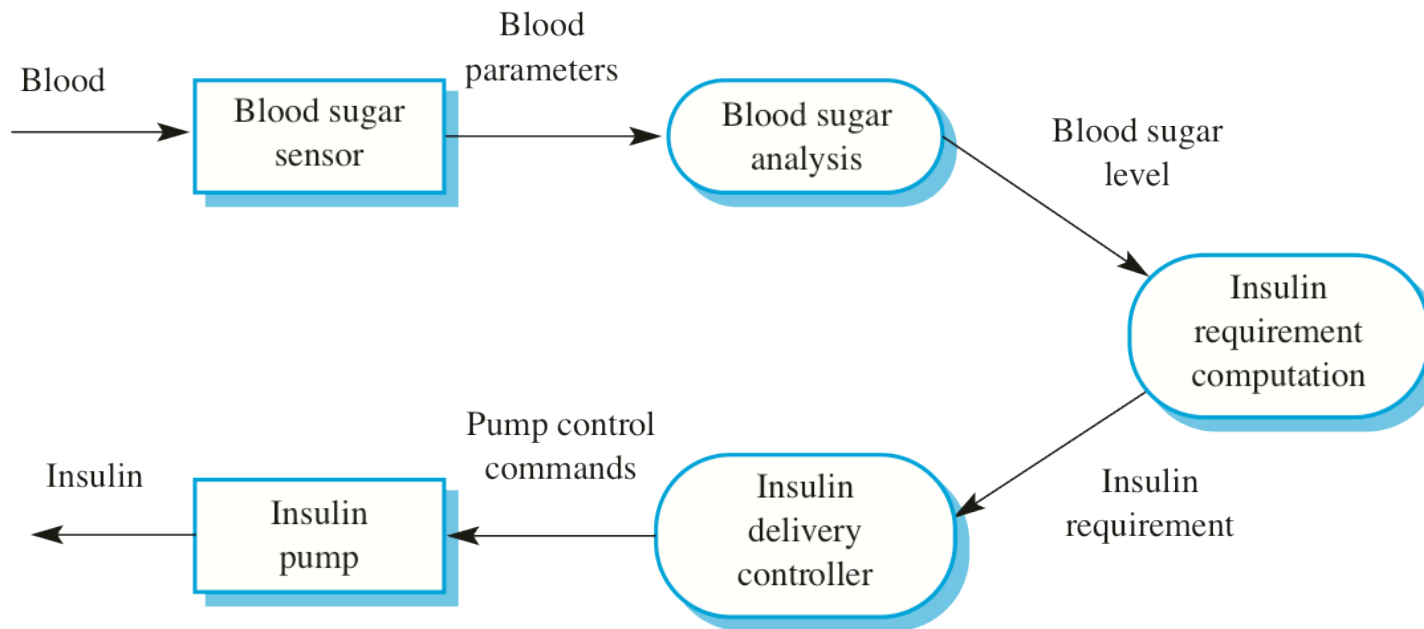 Blood
Blood sugar
sensor
Blood
parameters
Blood sugar
analysis
Blood sugar
level
Insulin
requirement
computation
Insulin
requirement
Insulin
delivery
controller
Pump control
commands
Insulin
pump
Insulin